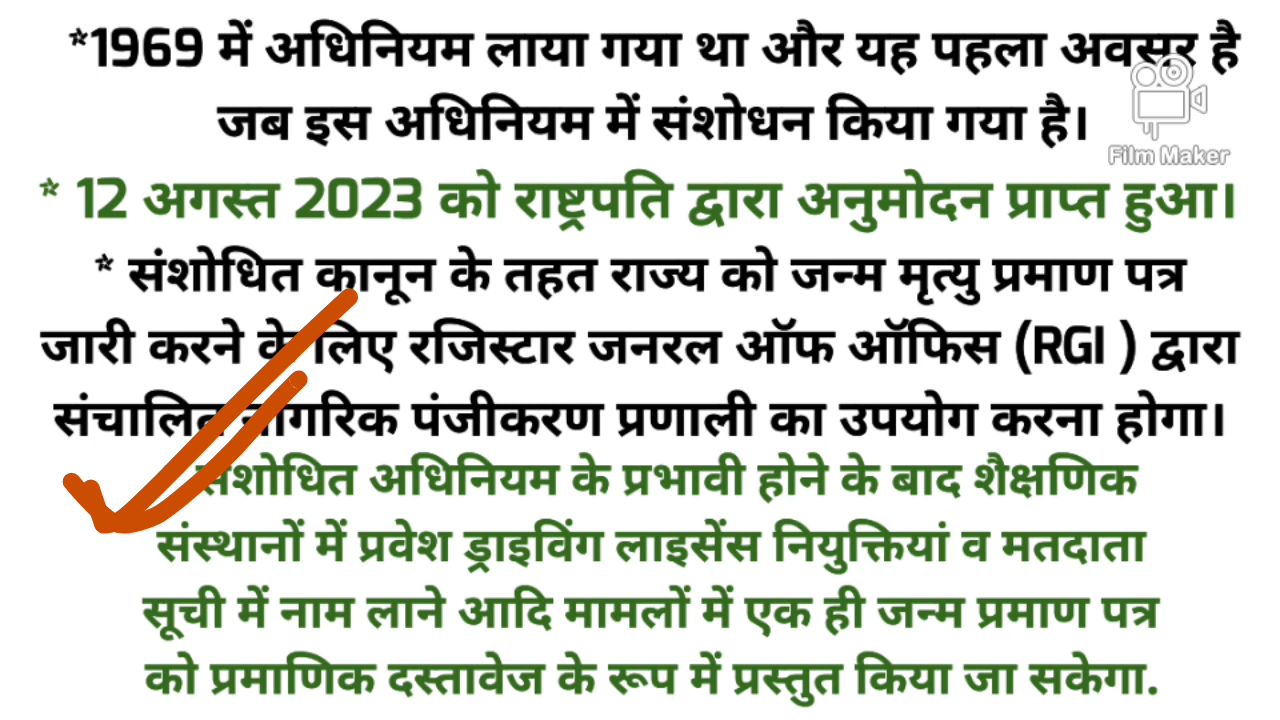 *1969 में अधिनियम लाया गया था और यह पहला अवसर है
जब इस अधिनियम में संशोधन किया गया है।
Film Maker
* 12 अगस्त 2023 को राष्ट्रपति द्वारा अनुमोदन प्राप्त हुआ।
* संशोधित कानून के तहत राज्य को जन्म मृत्यु प्रमाण पत्र
जारी करने के लिए रजिस्टार जनरल ऑफ ऑफिस (RGI ) द्वारा
संचालित नागरिक पंजीकरण प्रणाली का उपयोग करना होगा।
संशोधित अधिनियम के प्रभावी होने के बाद शैक्षणिक
संस्थानों में प्रवेश ड्राइविंग लाइसेंस नियुक्तियां व मतदाता
सूची में नाम लाने आदि मामलों में एक ही जन्म प्रमाण पत्र
को प्रमाणिक दस्तावेज के रूप में प्रस्तुत किया जा सकेगा.